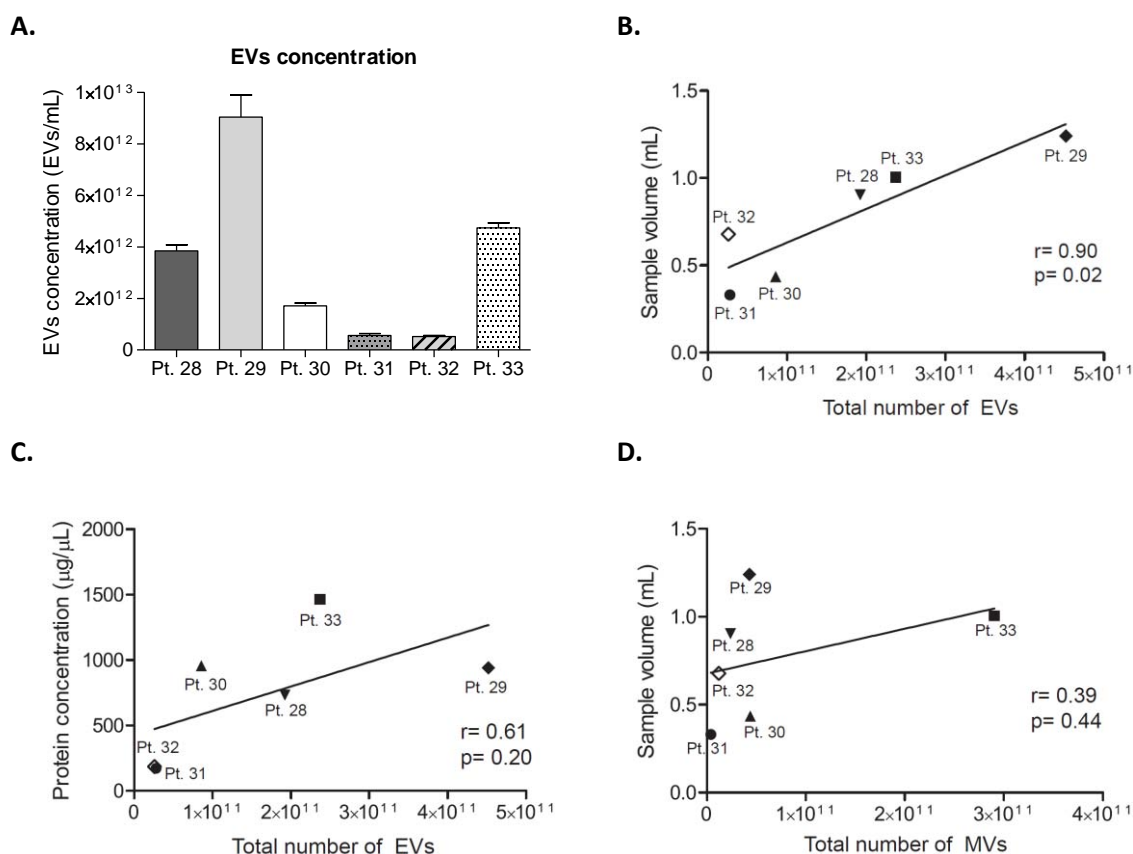 A.
EVs concentration
EVs concentration (EVs/mL)
1×10¹³
8×10¹²
6×10¹²
4×10¹²
2×10¹²
0
Pt. 28 Pt. 29 Pt. 30 Pt. 31 Pt. 32 Pt. 33
B.
Sample volume (mL)
1.5
1.0
0.5
0.0
Pt. 33
Pt. 28
Pt. 29
Pt. 32
Pt. 30
Pt. 31
r= 0.90
p= 0.02
0 1×10¹¹ 2×10¹¹ 3×10¹¹ 4×10¹¹ 5×10¹¹
Total number of EVs
C.
Protein concentration (µg/µL)
2000
1500
1000
500
0
Pt. 33
Pt. 30
Pt. 29
Pt. 28
Pt. 32
Pt. 31
r= 0.61
p= 0.20
0 1×10¹¹ 2×10¹¹ 3×10¹¹ 4×10¹¹ 5×10¹¹
Total number of EVs
D.
Sample volume (mL)
1.5
1.0
0.5
0.0
Pt. 29
Pt. 33
Pt. 28
Pt. 32
Pt. 30
Pt. 31
r= 0.39
p= 0.44
0 1×10¹¹ 2×10¹¹ 3×10¹¹ 4×10¹¹
Total number of MVs